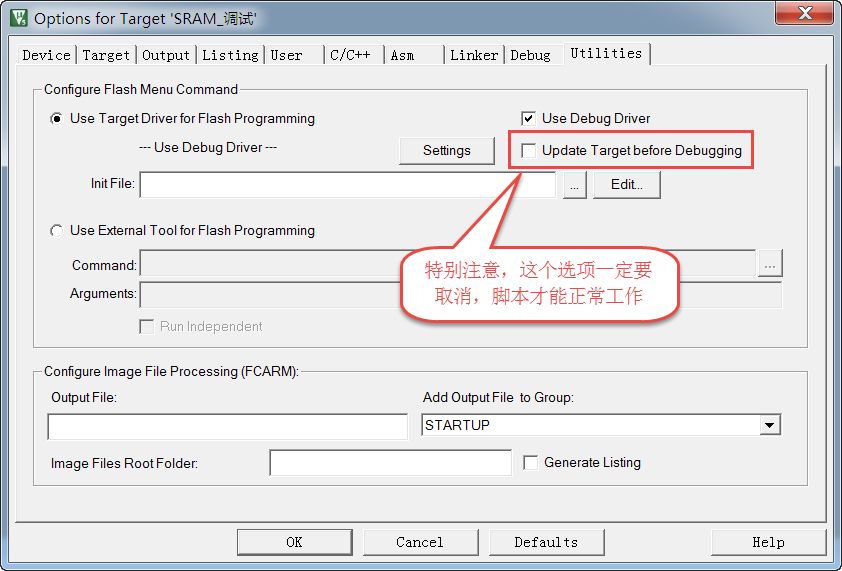 Options for Target 'SRAM_调试'
Device Target Output Listing User C/C++ Asm Linker Debug Utilities
Configure Flash Menu Command
Use Target Driver for Flash Programming
Use Debug Driver
--- Use Debug Driver ---
Settings
Update Target before Debugging
Init File:
...
Edit...
Use External Tool for Flash Programming
Command:
...
Arguments:
特别注意，这个选项一定要
取消，脚本才能正常工作
Run Independent
Configure Image File Processing (FCARM):
Output File:
Add Output File to Group:
STARTUP
Image Files Root Folder:
Generate Listing
OK Cancel Defaults Help